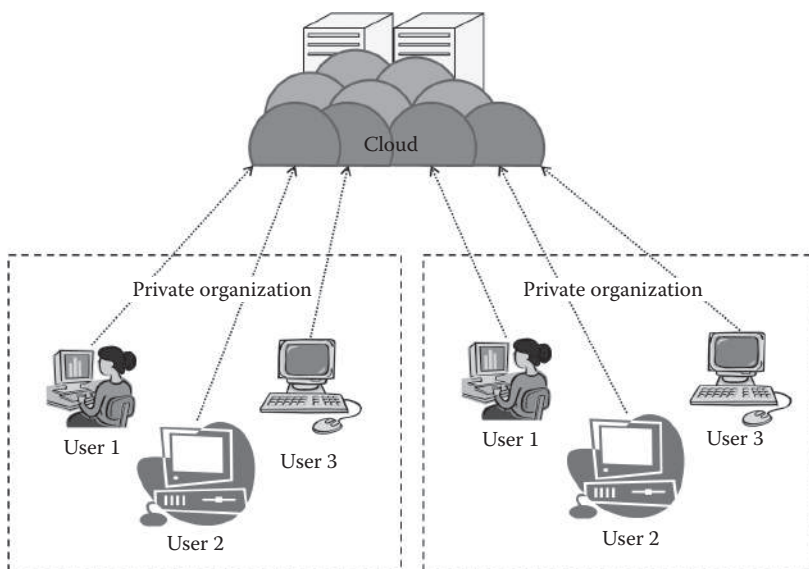 Cloud
Private organization
Private organization
User 1
User 3
User 2
User 1
User 3
User 2